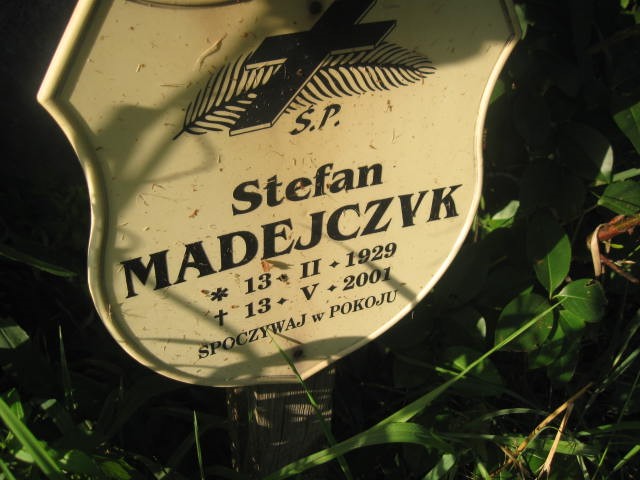 Ś.P.
Stefan
MADEJCZYK
* 13 ✦ II ✦ 1929
† 13 ✦ V ✦ 2001
SPOCZYWAJ w POKOJU